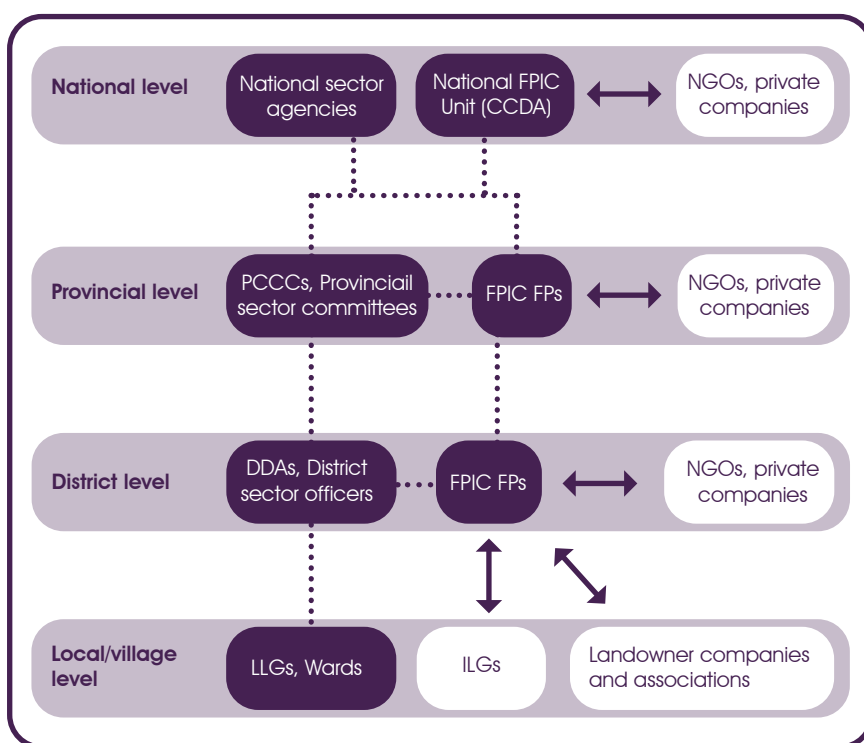 National level
National sector
agencies
National FPIC
Unit (CCDA)
NGOs, private
companies
Provincial level
PCCCs, Provinciail
sector committees
FPIC FPs
NGOs, private
companies
District level
DDAs, District
sector officers
FPIC FPs
NGOs, private
companies
Local/village
level
LLGs, Wards
ILGs
Landowner companies
and associations